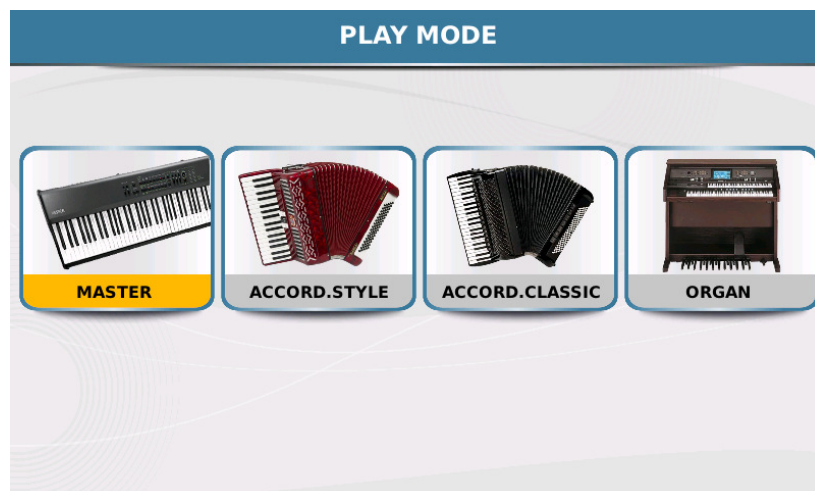 PLAY MODE
MASTER
ACCORD.STYLE
ACCORD.CLASSIC
ORGAN